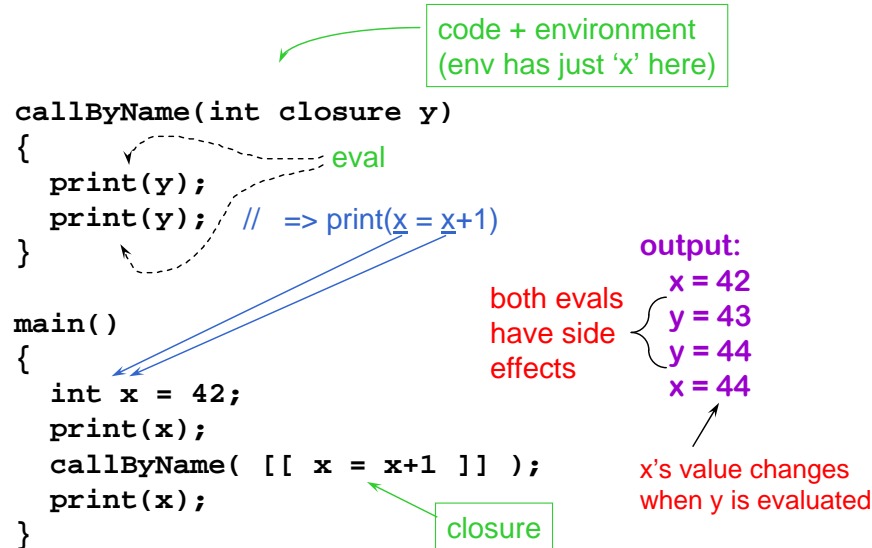 code + environment
(env has just ‘x’ here)
callByName(int closure y)
{
eval
print(y);
print(y); // => print(x = x+1)
}
main()
{
int x = 42;
print(x);
callByName( [[ x = x+1 ]] );
print(x);
}
closure
both evals
have side
effects
output:
x = 42
y = 43
y = 44
x = 44
x’s value changes
when y is evaluated